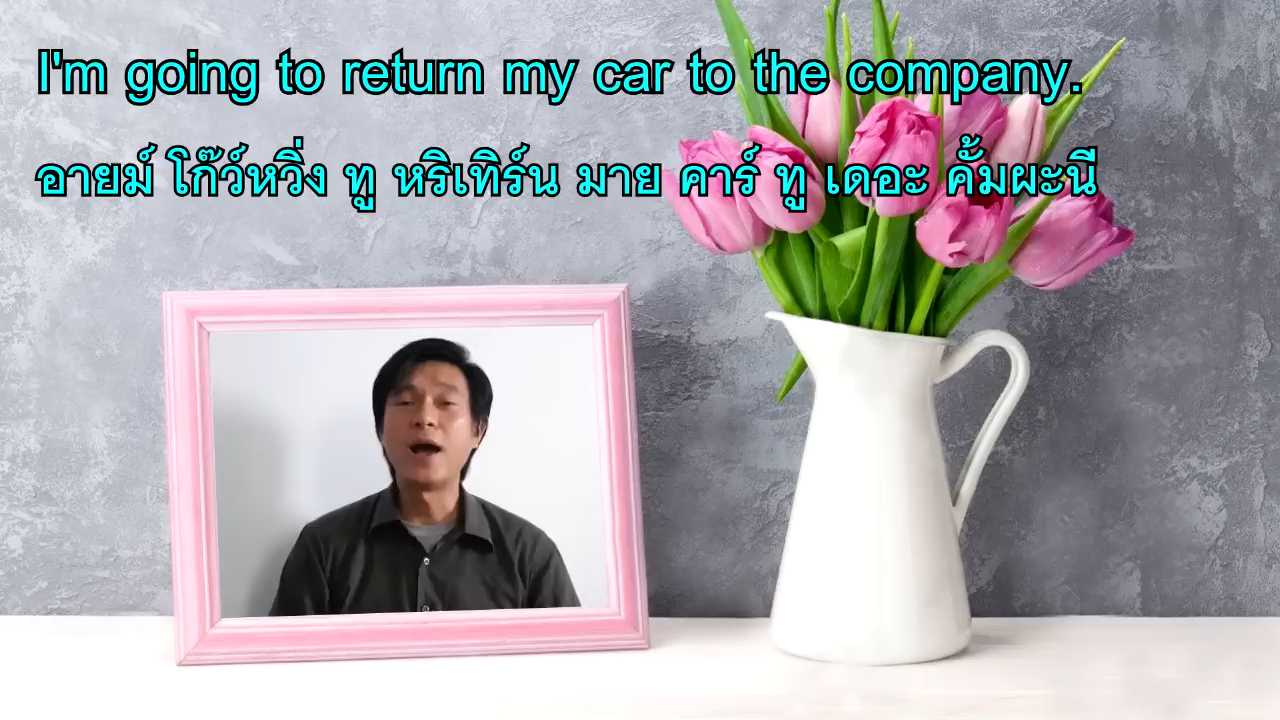 I'm going to return my car to the company.
อายม์ โก๊ว์หวิ่ง ทู หริเทิร์น มาย คาร์ ทู เดอะ คั้มผะนี